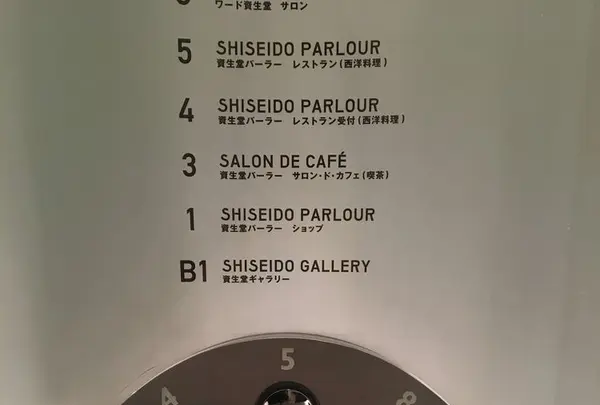 ワード資生堂 サロン
5 SHISEIDO PARLOUR
資生堂パーラー レストラン(西洋料理)
4 SHISEIDO PARLOUR
資生堂パーラー レストラン受付(西洋料理)
3 SALON DE CAFÉ
資生堂パーラー サロン・ド・カフェ(喫茶)
1 SHISEIDO PARLOUR
資生堂パーラー ショップ
B1 SHISEIDO GALLERY
資生堂ギャラリー
5
4 8